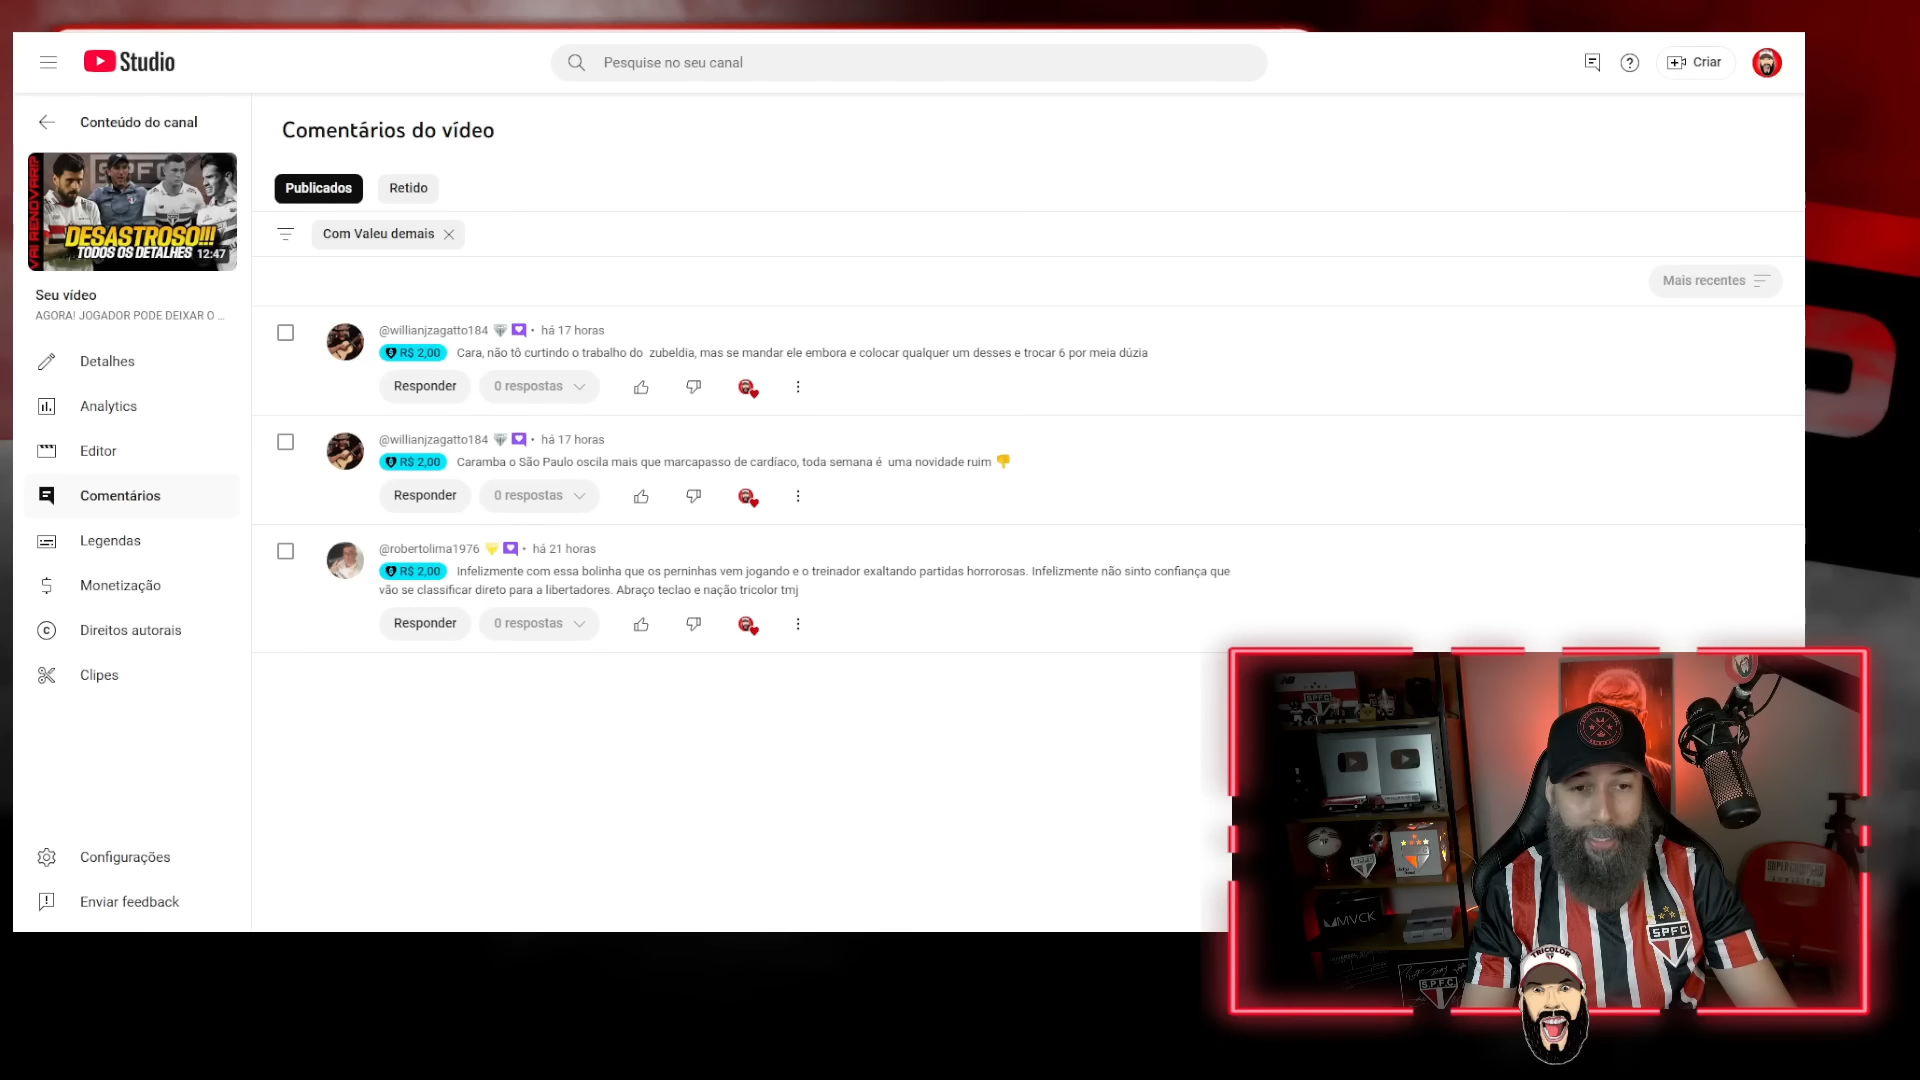 Studio
Pesquise no seu canal
Criar
Conteúdo do canal
Comentários do vídeo
VAI RENOVAR!?
SPFC
DESASTROSO!!!
TODOS OS DETALHES
12:47
Publicados
Retido
Com Valeu demais
Mais recentes
Seu vídeo
AGORA! JOGADOR PODE DEIXAR O ...
Detalhes
Analytics
Editor
Comentários
Legendas
Monetização
Direitos autorais
Clipes
Configurações
Enviar feedback
@willianjzagatto184 • há 17 horas
R$ 2,00 Cara, não tô curtindo o trabalho do zubeldia, mas se mandar ele embora e colocar qualquer um desses e trocar 6 por meia dúzia
Responder 0 respostas
@willianjzagatto184 • há 17 horas
R$ 2,00 Caramba o São Paulo oscila mais que marcapasso de cardíaco, toda semana é uma novidade ruim 👎
Responder 0 respostas
@robertolima1976 • há 21 horas
R$ 2,00 Infelizmente com essa bolinha que os perninhas vem jogando e o treinador exaltando partidas horrorosas. Infelizmente não sinto confiança que
vão se classificar direto para a libertadores. Abraço teclao e nação tricolor tmj
Responder 0 respostas
SPFC
MVCK
SPFC
S.P.F.C
TRICOLOR